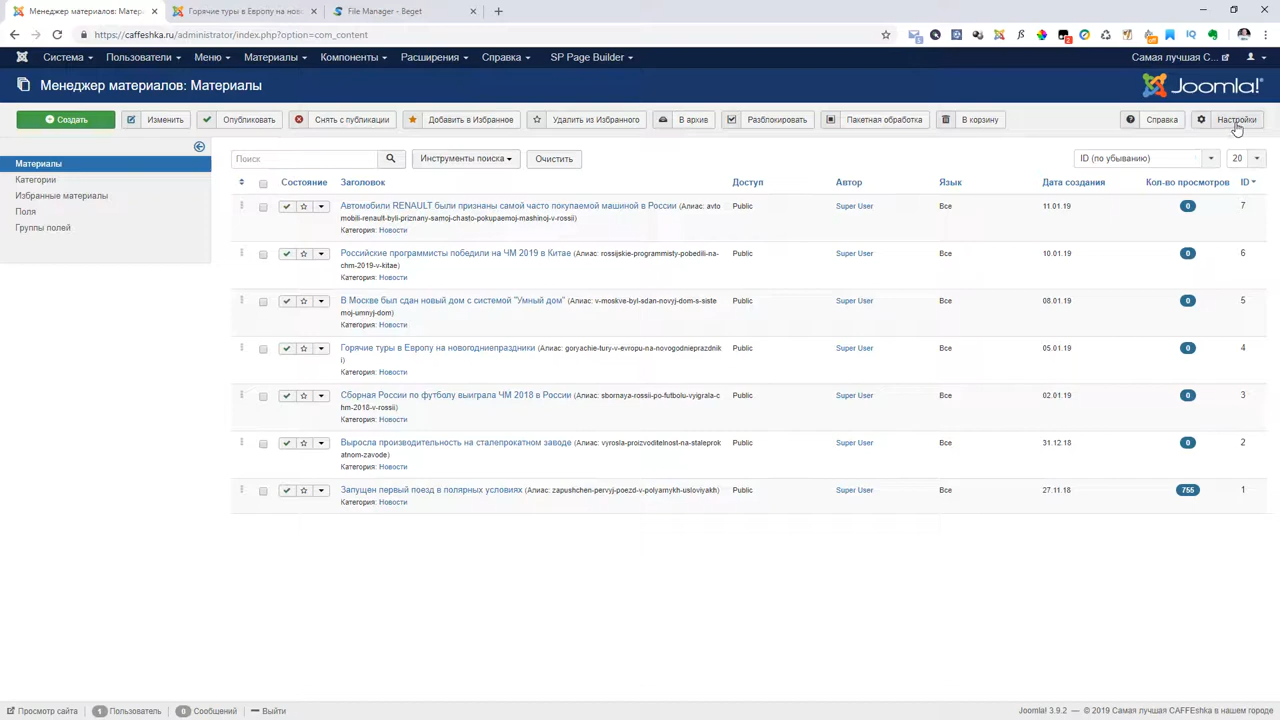 Менеджер материалов: Матер
Горячие туры в Европу на нов
File Manager - Beget
https://caffeshka.ru/administrator/index.php?option=com_content
Система Пользователи Меню Материалы Компоненты Расширения Справка SP Page Builder Самая лучшая С...
Менеджер материалов: Материалы Joomla!
Создать Изменить Опубликовать Снять с публикации Добавить в Избранное Удалить из Избранного В архив Разблокировать Пакетная обработка В корзину Справка Настройки
Материалы
Категории
Избранные материалы
Поля
Группы полей
Поиск Инструменты поиска Очистить ID (по убыванию) 20
Состояние Заголовок Доступ Автор Язык Дата создания Кол-во просмотров ID
Автомобили RENAULT были признаны самой часто покупаемой машиной в России (Алиас: avto Public Super User Все 11.01.19 0 7
mobili-renault-byli-priznany-samoj-chasto-pokupaemoj-mashinoj-v-rossii)
Категория: Новости
Российские программисты победили на ЧМ 2019 в Китае (Алиас: rossijskie-programmisty-pobedili-na- Public Super User Все 10.01.19 0 6
chm-2019-v-kitae)
Категория: Новости
В Москве был сдан новый дом с системой "Умный дом" (Алиас: v-moskve-byl-sdan-novyj-dom-s-siste Public Super User Все 08.01.19 0 5
moj-umnyj-dom)
Категория: Новости
Горячие туры в Европу на новогодниепраздники (Алиас: goryachie-tury-v-evropu-na-novogodnieprazdnik Public Super User Все 05.01.19 0 4
i)
Категория: Новости
Сборная России по футболу выиграла ЧМ 2018 в России (Алиас: sbornaya-rossii-po-futbolu-vyigrala-c Public Super User Все 02.01.19 0 3
hm-2018-v-rossii)
Категория: Новости
Выросла производительность на сталепрокатном заводе (Алиас: vyrosla-proizvoditelnost-na-staleprok Public Super User Все 31.12.18 0 2
atnom-zavode)
Категория: Новости
Запущен первый поезд в полярных условиях (Алиас: zapushchen-pervyj-poezd-v-polyarnykh-usloviyakh) Public Super User Все 27.11.18 755 1
Категория: Новости
Просмотр сайта 1 Пользователь 0 Сообщений Выйти Joomla! 3.9.2 — © 2019 Самая лучшая CAFFEshka в нашем городе